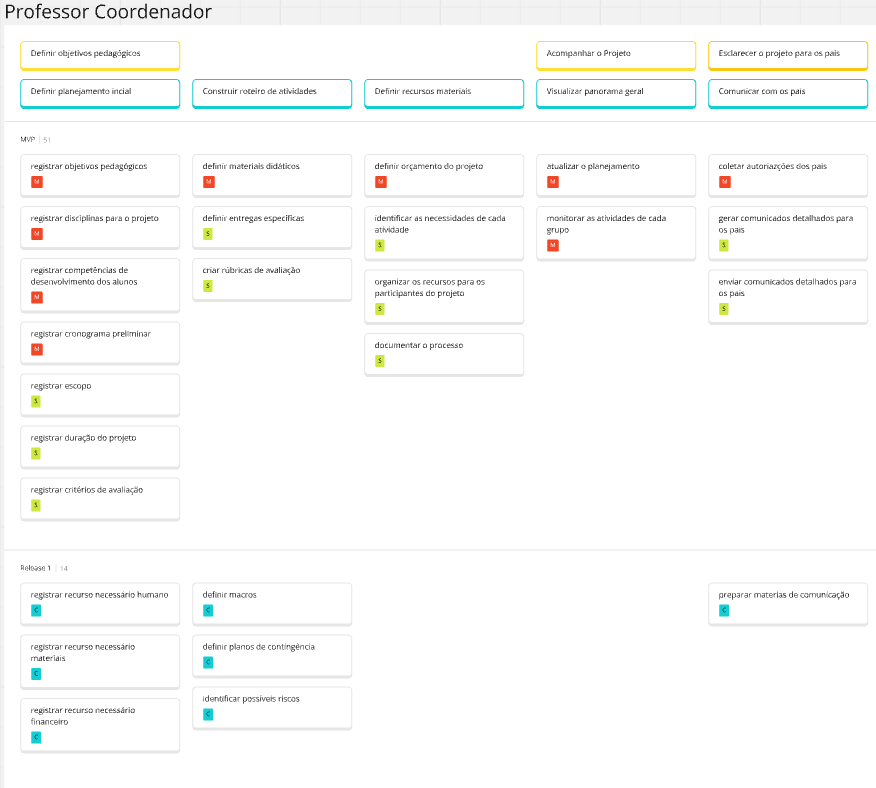 Professor Coordenador
Definir objetivos pedagógicos
Acompanhar o Projeto
Esclarecer o projeto para os pais
Definir planejamento incial
Construir roteiro de atividades
Definir recursos materiais
Visualizar panorama geral
Comunicar com os pais
MVP | 51
registrar objetivos pedagógicos
M
registrar disciplinas para o projeto
M
registrar competências de
desenvolvimento dos alunos
M
registrar cronograma preliminar
M
registrar escopo
S
registrar duração do projeto
S
registrar critérios de avaliação
S
definir materiais didáticos
M
definir entregas específicas
S
criar rúbricas de avaliação
S
definir orçamento do projeto
M
identificar as necessidades de cada
atividade
S
organizar os recursos para os
participantes do projeto
S
documentar o processo
S
atualizar o planejamento
M
monitorar as atividades de cada
grupo
M
coletar autoriazções dos pais
M
gerar comunicados detalhados para
os pais
S
enviar comunicados detalhados para
os pais
S
Release 1 | 14
registrar recurso necessário humano
C
registrar recurso necessário
materiais
C
registrar recurso necessário
financeiro
C
definir macros
C
definir planos de contingência
C
identificar possíveis riscos
C
preparar materias de comunicação
C